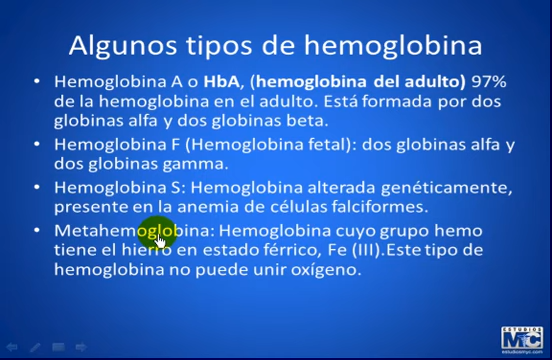 Algunos tipos de hemoglobina
• Hemoglobina A o HbA, (hemoglobina del adulto) 97%
de la hemoglobina en el adulto. Está formada por dos
globinas alfa y dos globinas beta.
• Hemoglobina F (Hemoglobina fetal): dos globinas alfa y
dos globinas gamma.
• Hemoglobina S: Hemoglobina alterada genéticamente,
presente en la anemia de células falciformes.
• Metahemoglobina: Hemoglobina cuyo grupo hemo
tiene el hierro en estado férrico, Fe (III).Este tipo de
hemoglobina no puede unir oxígeno.
ESTUDIOS
MyC
estudiosmyc.com